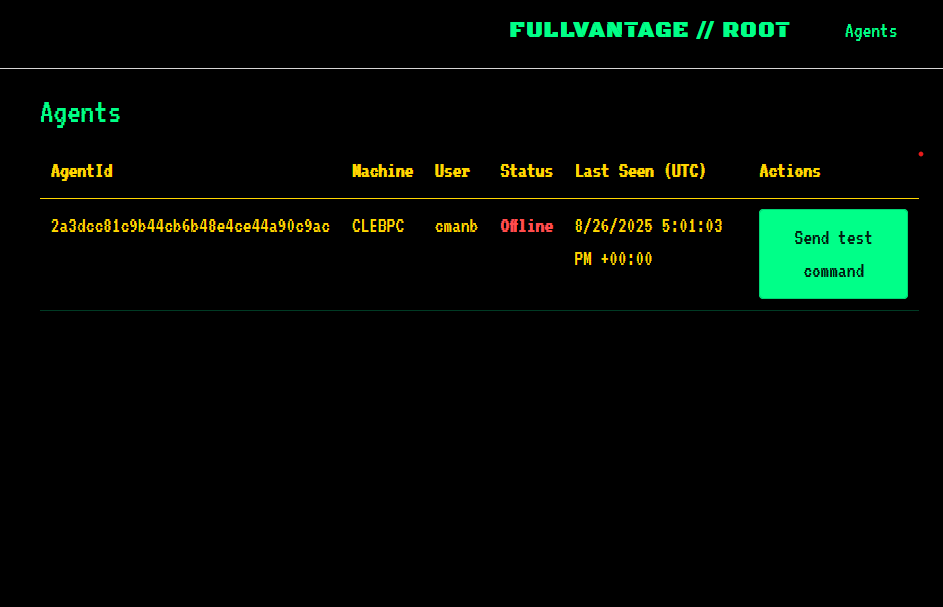 FULLVANTAGE // ROOT Agents
Agents
AgentId Machine User Status Last Seen (UTC) Actions
2a3dcc81c9b44cb6b48e4ce44a90c9ac CLEBPC cmanb Offline 8/26/2025 5:01:03 Send test
PM +00:00 command